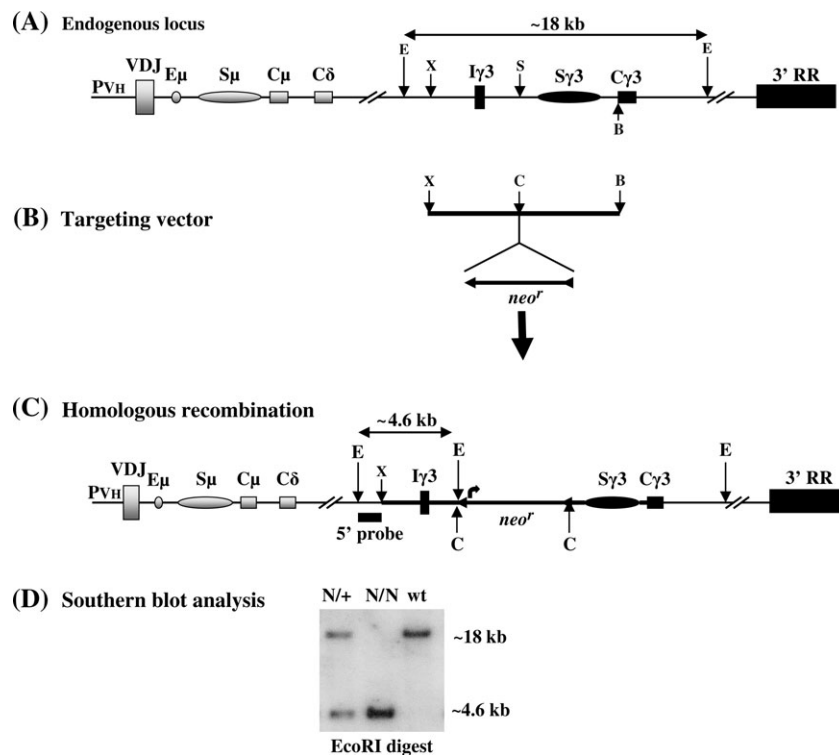 (A) Endogenous locus
~18 kb
E X Iγ3 S Sγ3 Cγ3 E
PVH VDJ Eμ Sμ Cμ Cδ 3' RR
B
(B) Targeting vector
X C B
neoʳ
(C) Homologous recombination
~4.6 kb
E X Iγ3 E Sγ3 Cγ3 E
PVH VDJ Eμ Sμ Cμ Cδ 3' RR
5' probe
neoʳ
C C
(D) Southern blot analysis
N/+ N/N wt
~18 kb
~4.6 kb
EcoRI digest